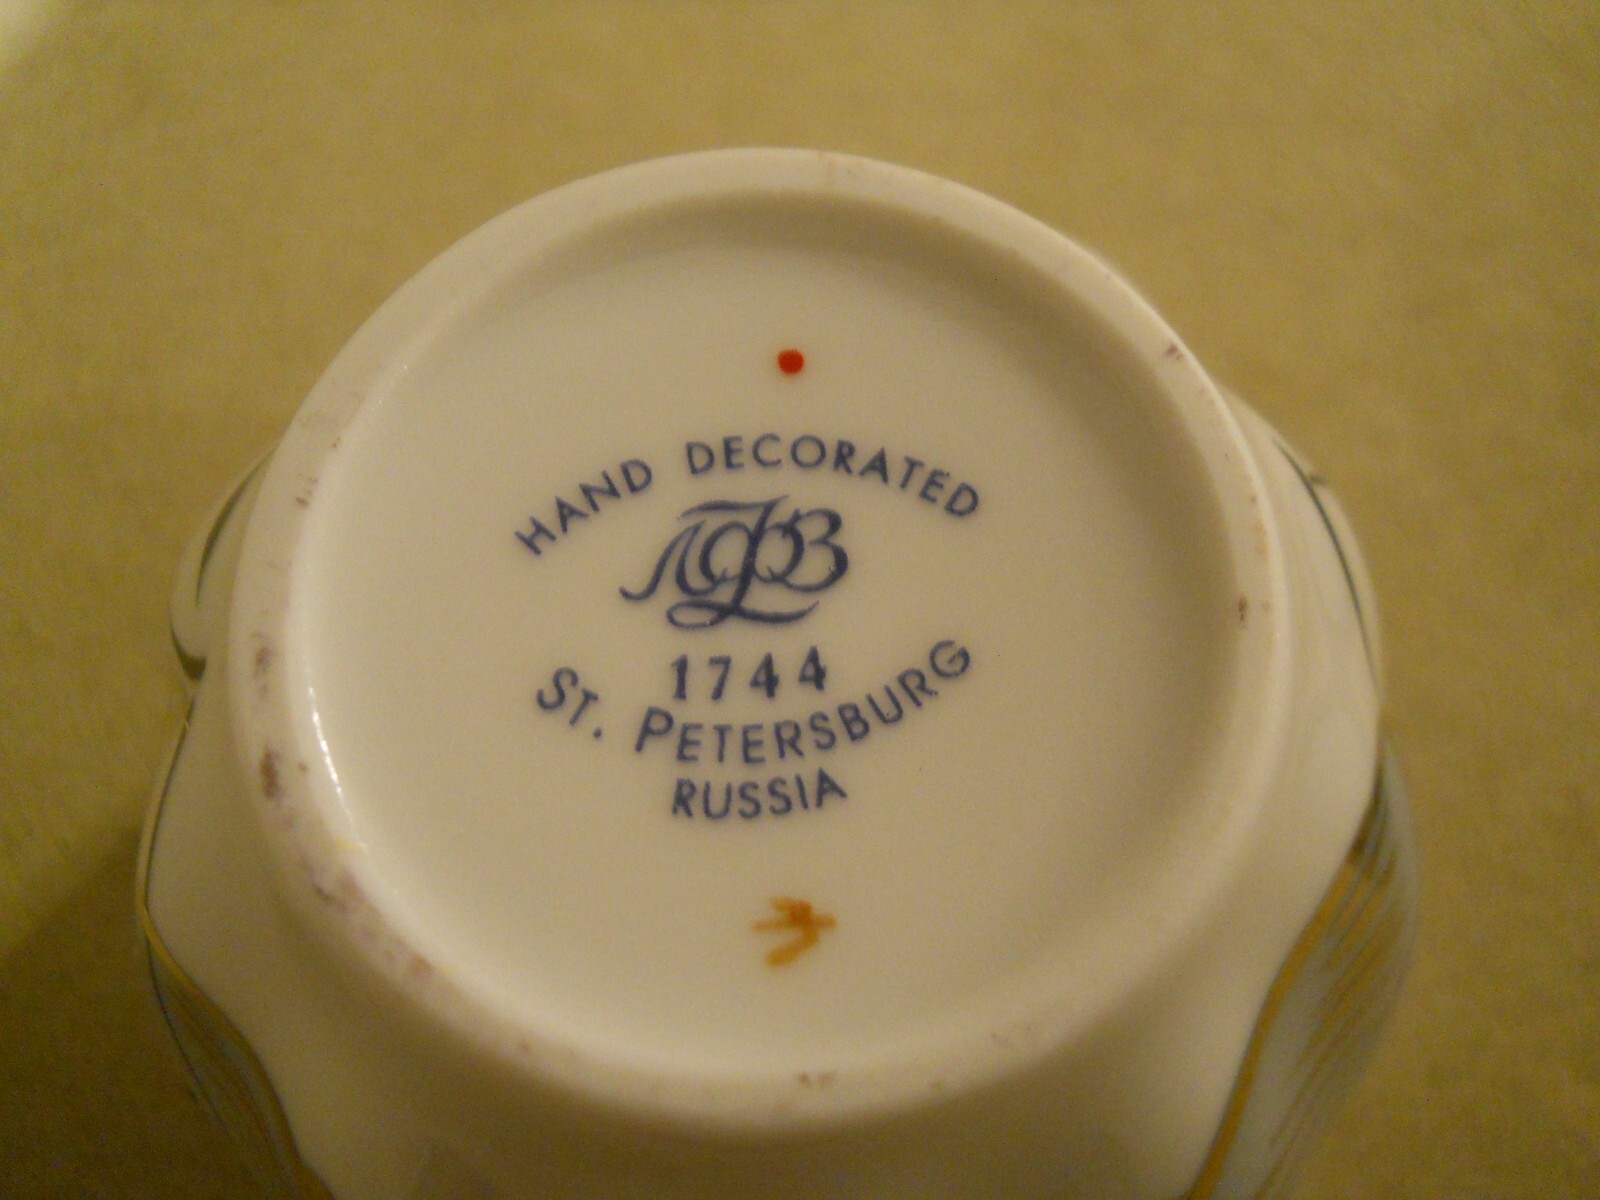 HAND DECORATED
ЛФЗ
1744
ST. PETERSBURG
RUSSIA